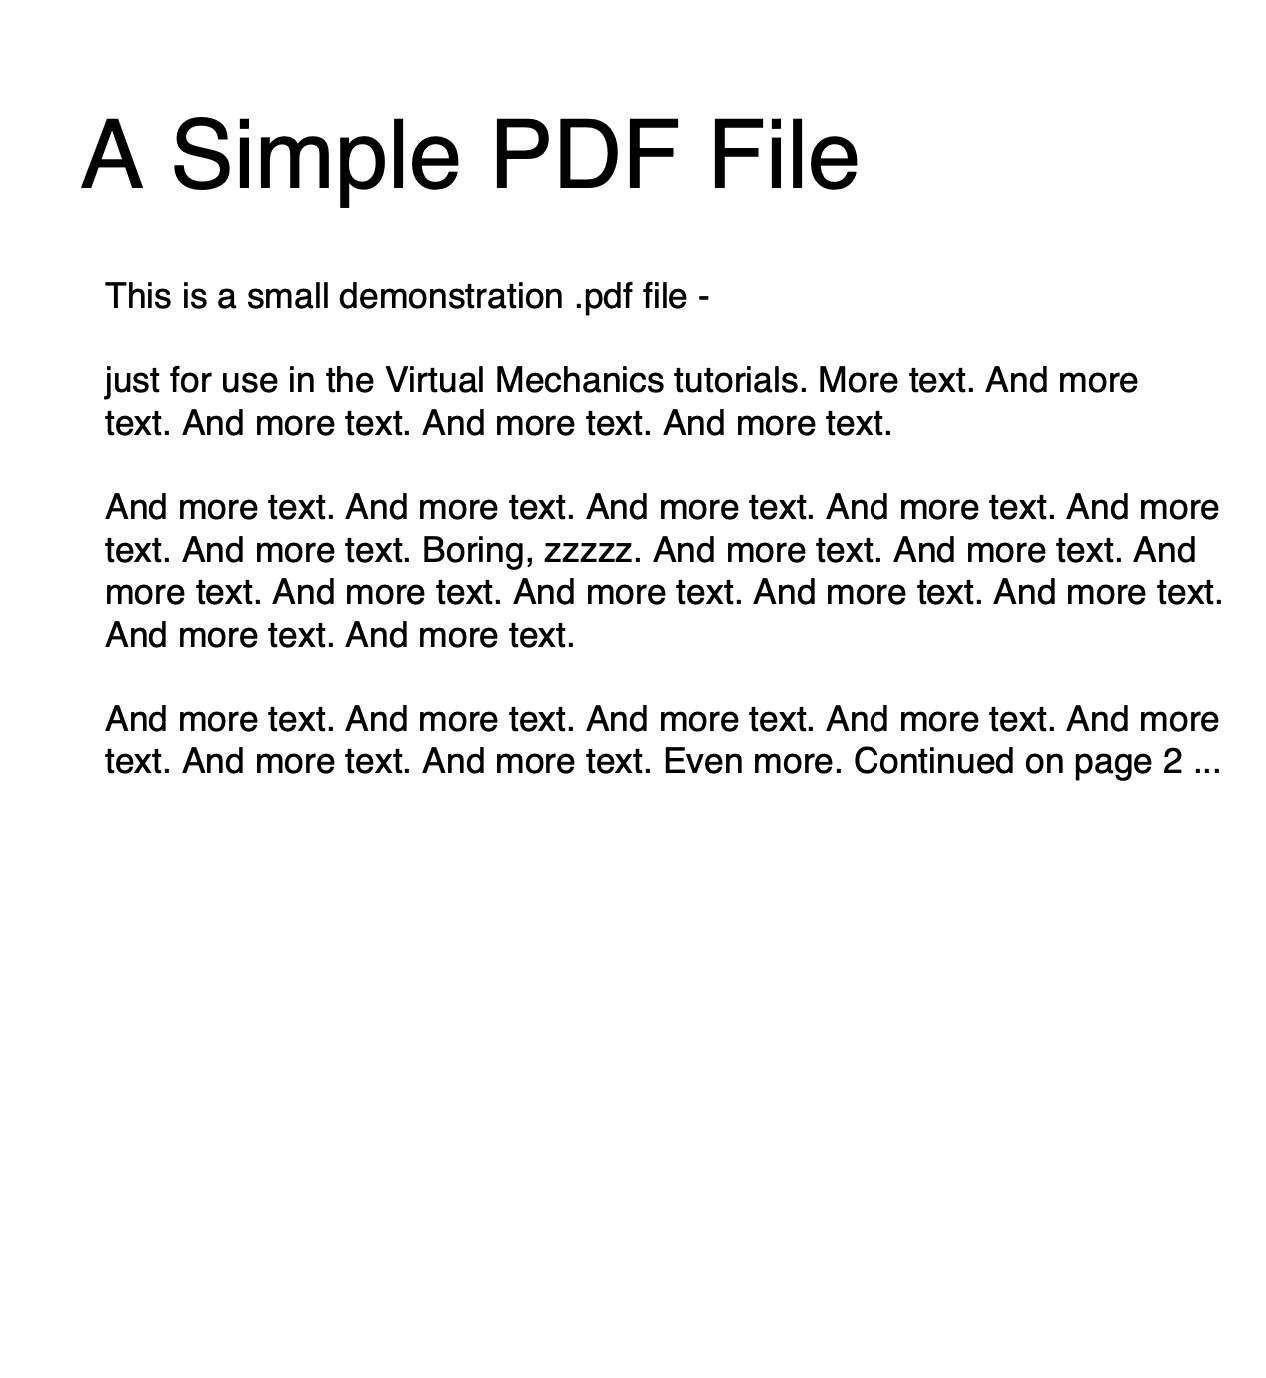 A Simple PDF File
This is a small demonstration .pdf file -
just for use in the Virtual Mechanics tutorials. More text. And more
text. And more text. And more text. And more text.
And more text. And more text. And more text. And more text. And more
text. And more text. Boring, zzzzz. And more text. And more text. And
more text. And more text. And more text. And more text. And more text.
And more text. And more text.
And more text. And more text. And more text. And more text. And more
text. And more text. And more text. Even more. Continued on page 2 ...